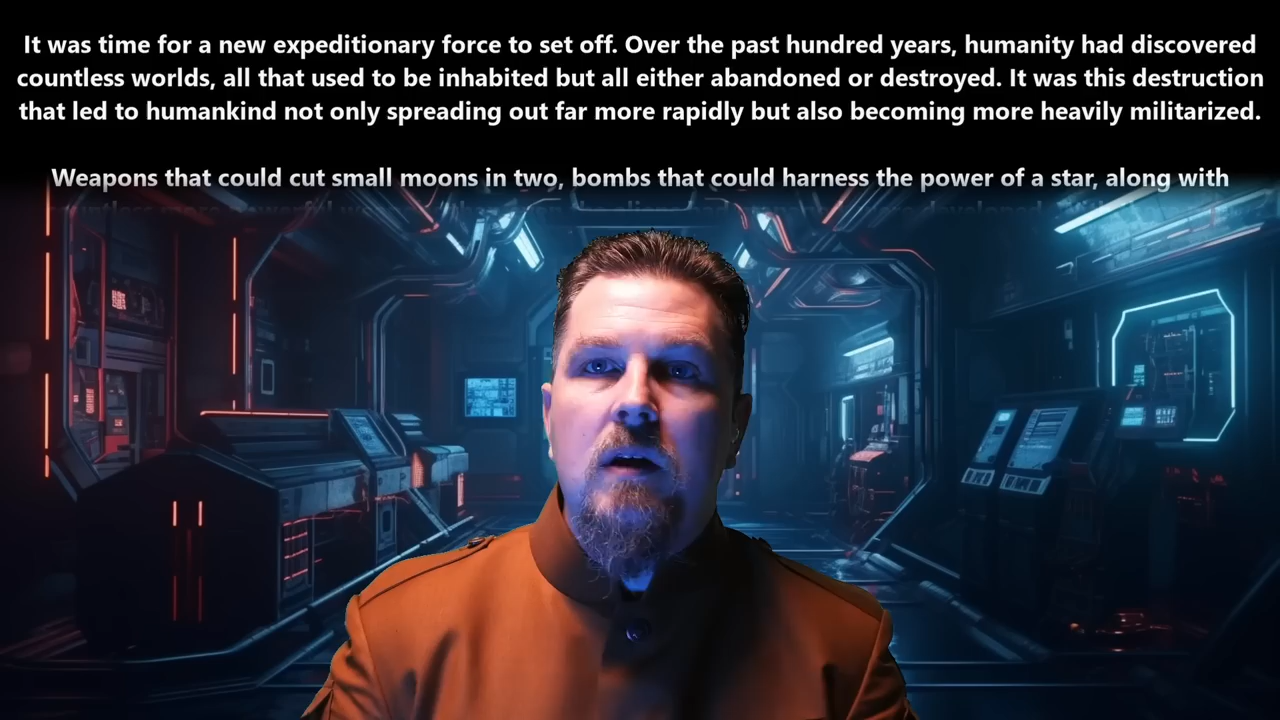 It was time for a new expeditionary force to set off. Over the past hundred years, humanity had discovered
countless worlds, all that used to be inhabited but all either abandoned or destroyed. It was this destruction
that led to humankind not only spreading out far more rapidly but also becoming more heavily militarized.
Weapons that could cut small moons in two, bombs that could harness the power of a star, along with